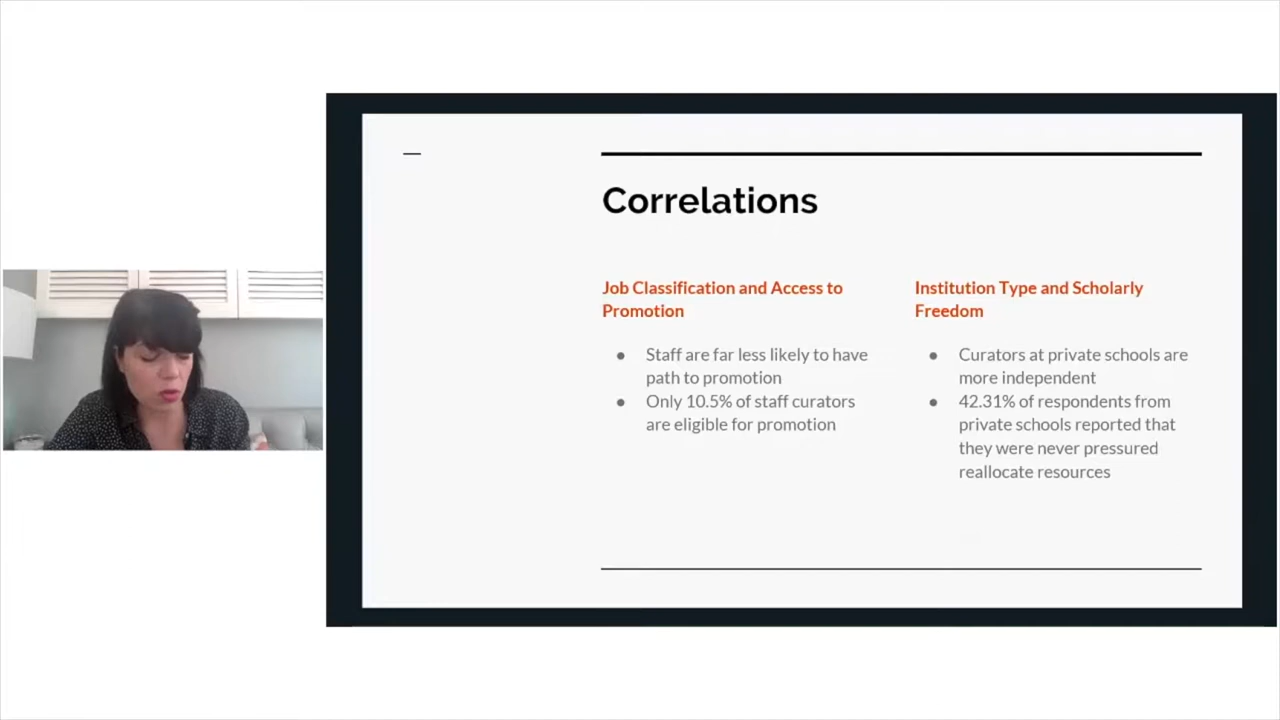 Correlations
Job Classification and Access to
Promotion
● Staff are far less likely to have
path to promotion
● Only 10.5% of staff curators
are eligible for promotion
Institution Type and Scholarly
Freedom
● Curators at private schools are
more independent
● 42.31% of respondents from
private schools reported that
they were never pressured
reallocate resources